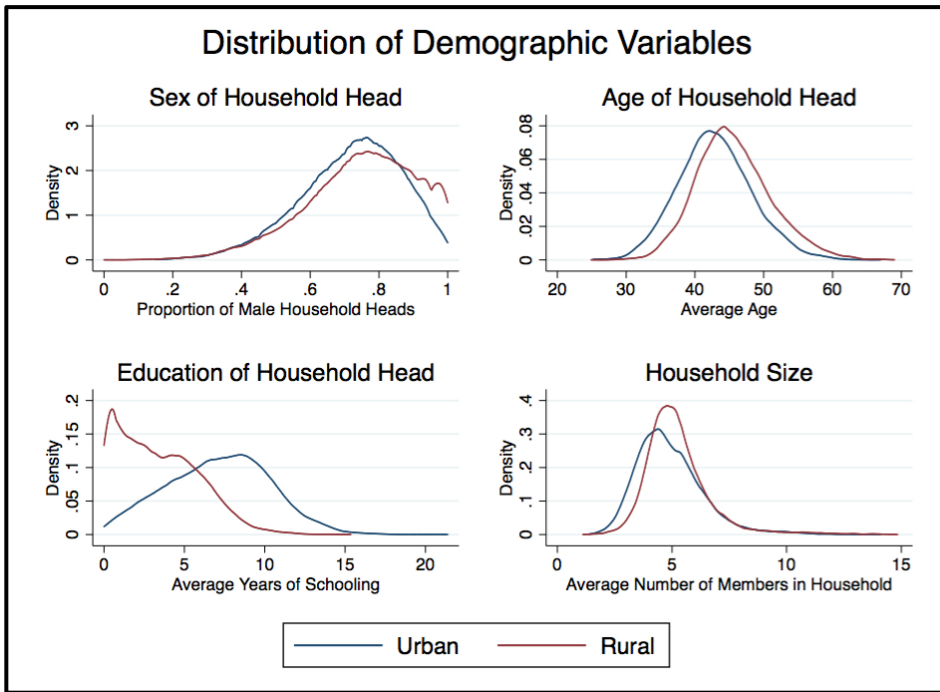 Distribution of Demographic Variables
Sex of Household Head
Density
0 1 2 3
0 .2 .4 .6 .8 1
Proportion of Male Household Heads
Age of Household Head
Density
0 .02 .04 .06 .08
20 30 40 50 60 70
Average Age
Education of Household Head
Density
0 .05 .1 .15 .2
0 5 10 15 20
Average Years of Schooling
Household Size
Density
0 .1 .2 .3 .4
0 5 10 15
Average Number of Members in Household
Urban Rural